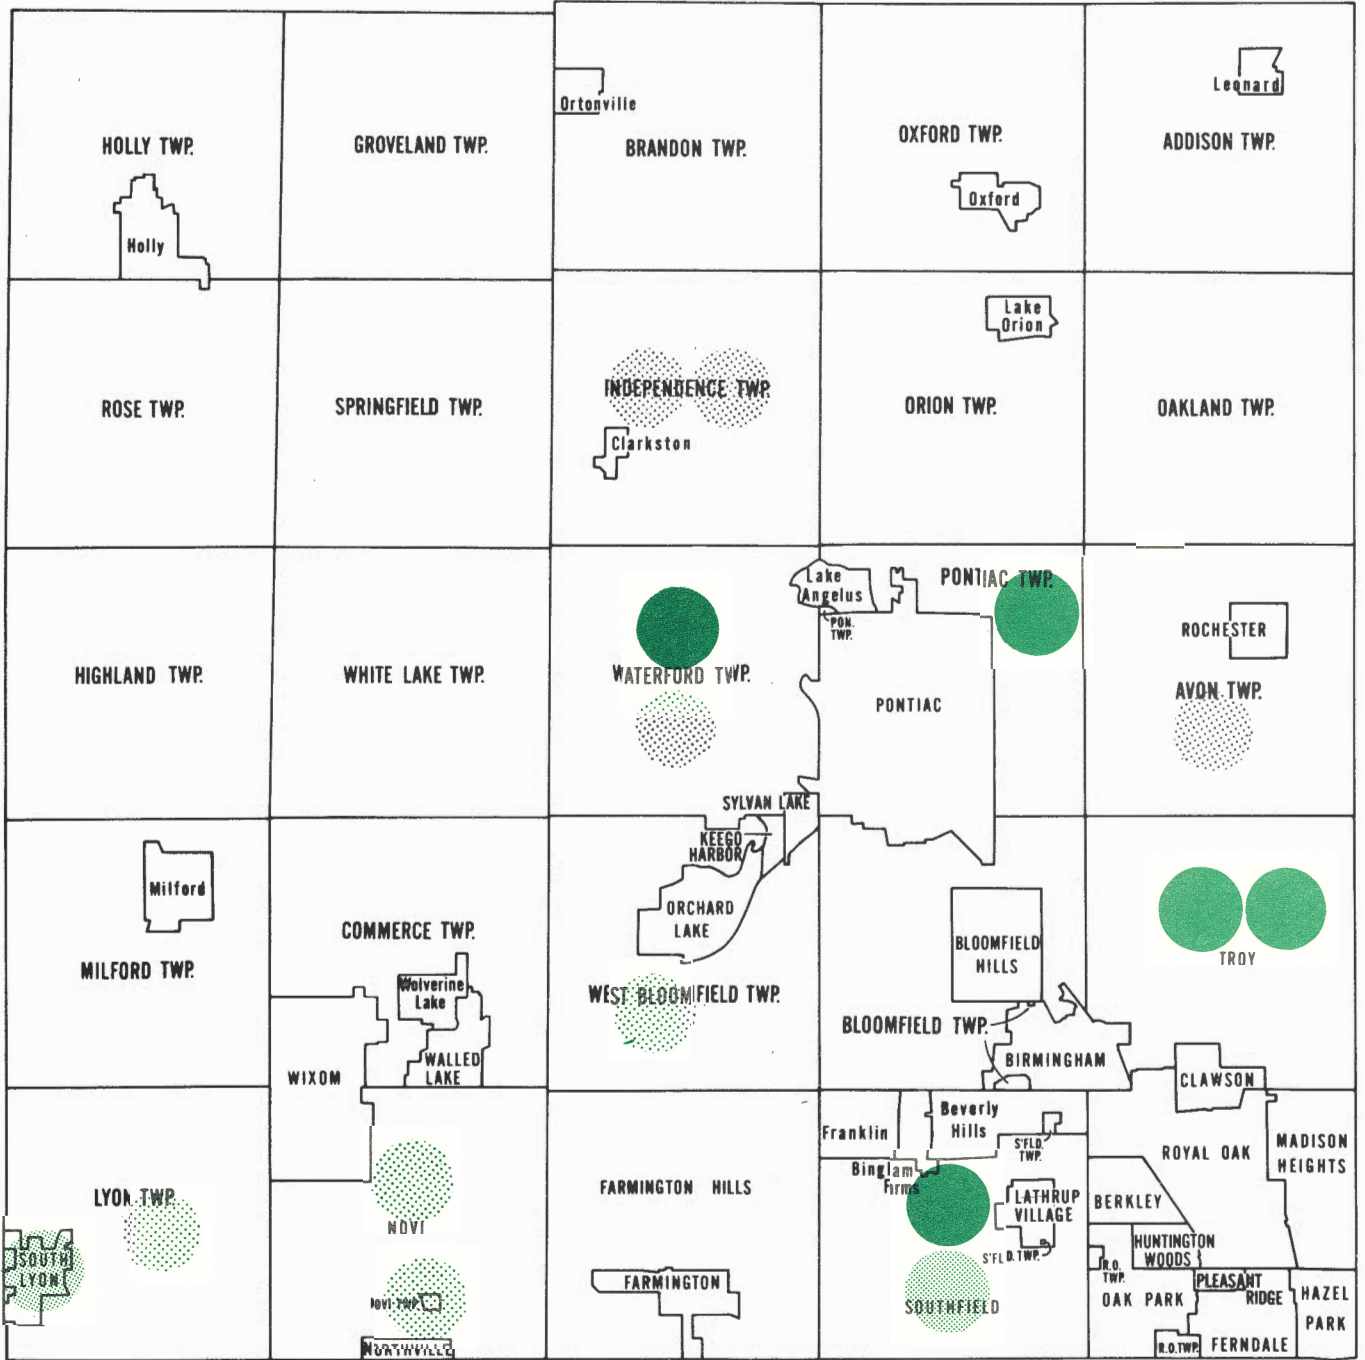 Leonard
Ortonville
HOLLY TWP.
GROVELAND TWP.
BRANDON TWP.
OXFORD TWP.
ADDISON TWP.
Oxford
Holly
Lake
Orion
INDEPENDENCE TWP.
ROSE TWP.
SPRINGFIELD TWP.
ORION TWP.
OAKLAND TWP.
Clarkston
Lake
Angelus
PONTIAC TWP.
PON.
TWP.
ROCHESTER
HIGHLAND TWP.
WHITE LAKE TWP.
WATERFORD TWP.
PONTIAC
AVON TWP.
SYLVAN LAKE
KEEGO
HARBOR
Milford
ORCHARD
LAKE
COMMERCE TWP.
BLOOMFIELD
HILLS
TROY
MILFORD TWP.
Wolverine
Lake
WEST BLOOMFIELD TWP.
BLOOMFIELD TWP.
WIXOM
WALLED
LAKE
BIRMINGHAM
CLAWSON
Franklin
Beverly
Hills
S'FLD.
TWP.
ROYAL OAK
MADISON
HEIGHTS
Bingham
Farms
LYON TWP
FARMINGTON HILLS
LATHRUP
VILLAGE
BERKLEY
NOVI
SOUTH
LYON
S'FLD. TWP.
HUNTINGTON
WOODS
R.O.
TWP.
FARMINGTON
PLEASANT
RIDGE
NOVI TWP.
SOUTHFIELD
OAK PARK
HAZEL
PARK
NORTHVILLE
R.O.TWP.
FERNDALE